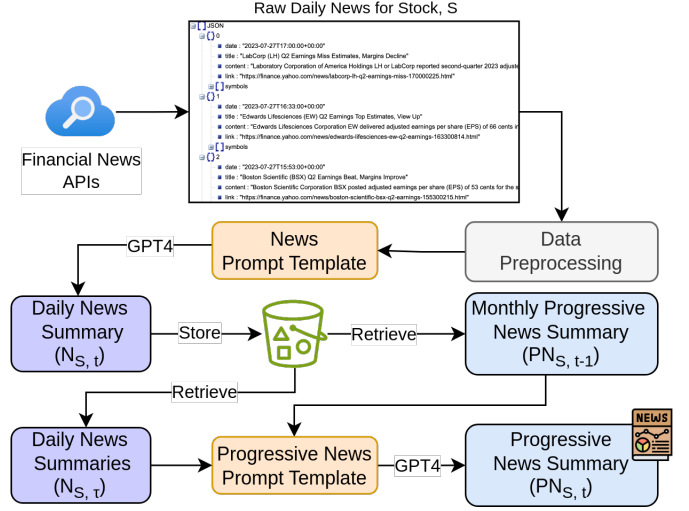 Raw Daily News for Stock, S
JSON
0
date : "2023-07-27T17:00:00+00:00"
title : "LabCorp (LH) Q2 Earnings Miss Estimates, Margins Decline"
content : "Laboratory Corporation of America Holdings LH or LabCorp reported second-quarter 2023 adjuste
link : "https://finance.yahoo.com/news/labcorp-lh-q2-earnings-miss-170000225.html"
symbols
1
date : "2023-07-27T16:33:00+00:00"
title : "Edwards Lifesciences (EW) Q2 Earnings Top Estimates, View Up"
content : "Edwards Lifesciences Corporation EW delivered adjusted earnings per share (EPS) of 66 cents in
link : "https://finance.yahoo.com/news/edwards-lifesciences-ew-q2-earnings-163300814.html"
symbols
2
date : "2023-07-27T15:53:00+00:00"
title : "Boston Scientific (BSX) Q2 Earnings Beat, Margins Improve"
content : "Boston Scientific Corporation BSX posted adjusted earnings per share (EPS) of 53 cents for the s
link : "https://finance.yahoo.com/news/boston-scientific-bsx-q2-earnings-155300215.html"
Financial News
APIs
GPT4
News
Prompt Template
Data
Preprocessing
Daily News
Summary
(N_{S, t})
Store
Retrieve
Monthly Progressive
News Summary
(PN_{S, t-1})
Retrieve
Daily News
Summaries
(N_{S, τ})
Progressive News
Prompt Template
GPT4
Progressive
News Summary
(PN_{S, t})
NEWS